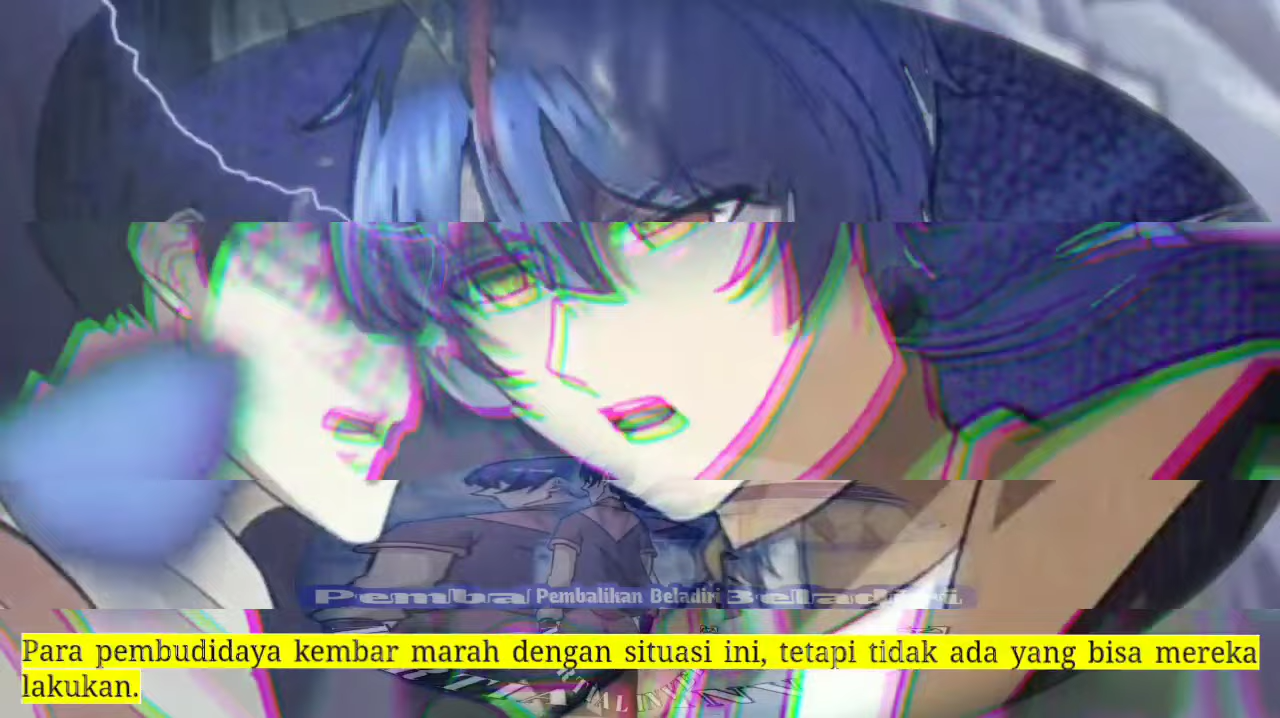 Pembalikan Beladiri
Para pembudidaya kembar marah dengan situasi ini, tetapi tidak ada yang bisa mereka
lakukan.